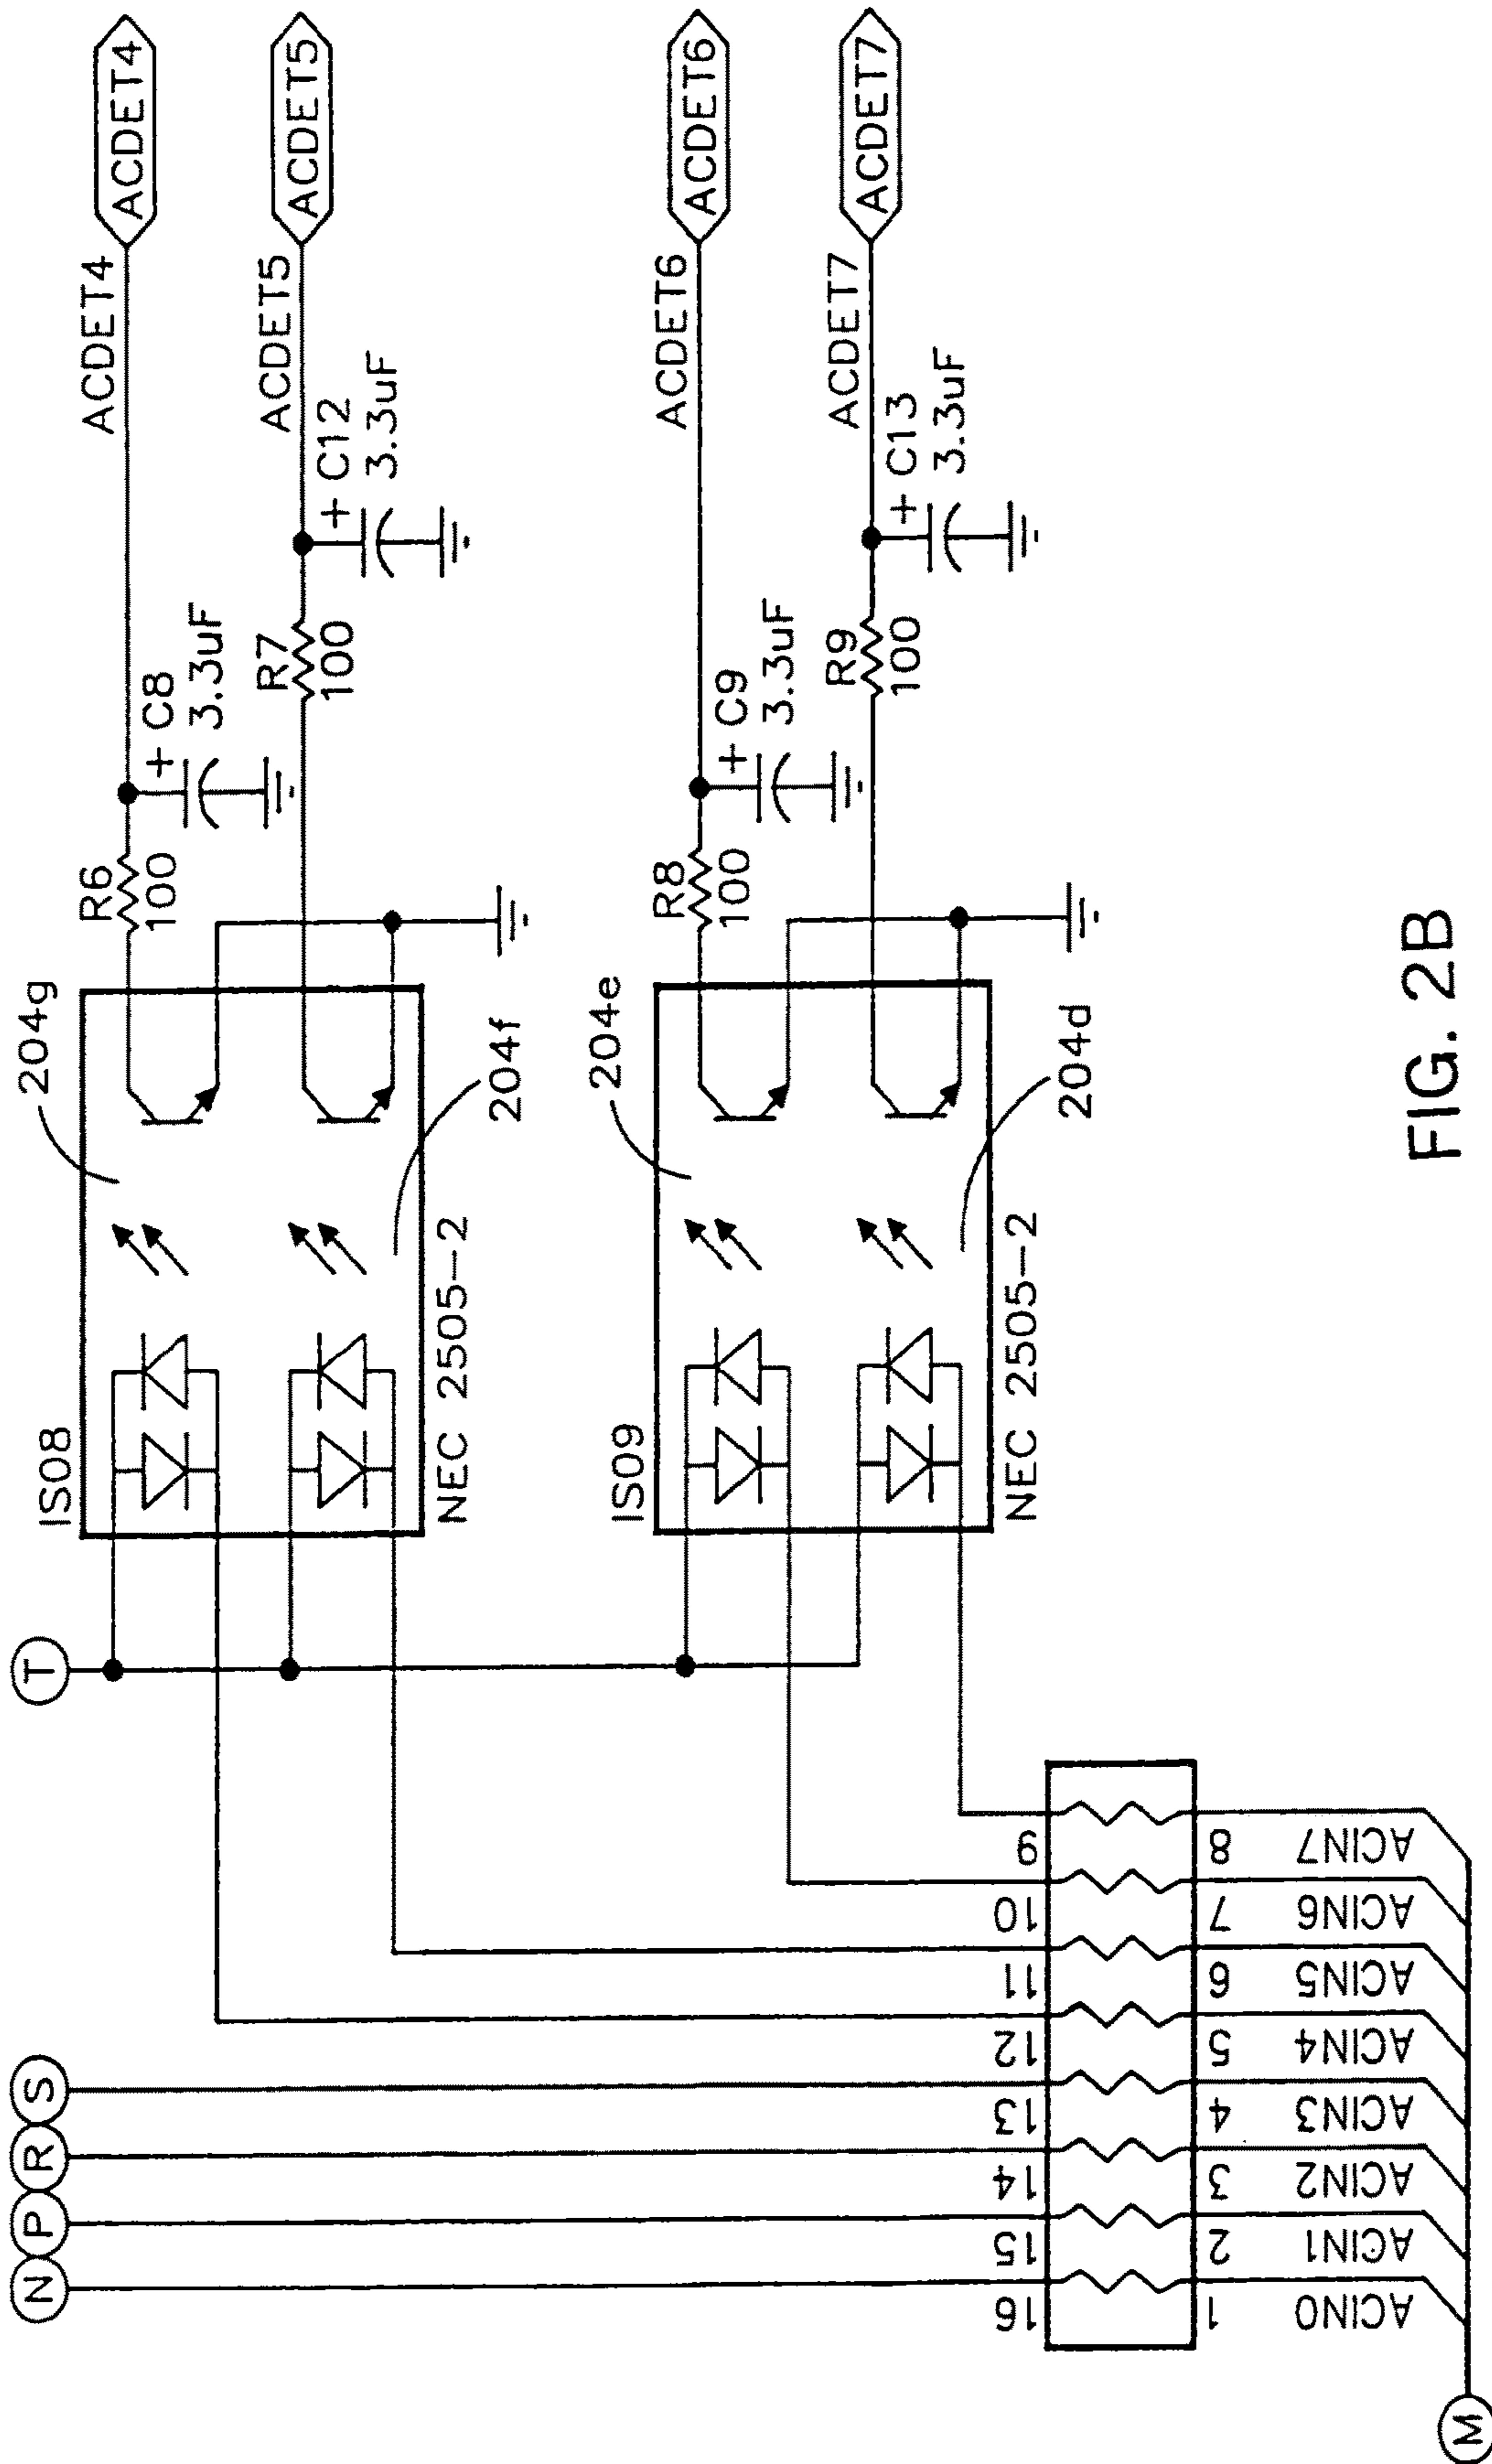 N P R S T
IS08
204g
R6
100
+ C8
3.3uF
ACDET4
ACDET4
R7
100
+ C12
3.3uF
ACDET5
ACDET5
204f
NEC 2505-2
IS09
204e
R8
100
+ C9
3.3uF
ACDET6
ACDET6
R9
100
+ C13
3.3uF
ACDET7
ACDET7
204d
NEC 2505-2
16 15 14 13 12 11 10 9
1 2 3 4 5 6 7 8
ACIN0 ACIN1 ACIN2 ACIN3 ACIN4 ACIN5 ACIN6 ACIN7
M
FIG. 2B